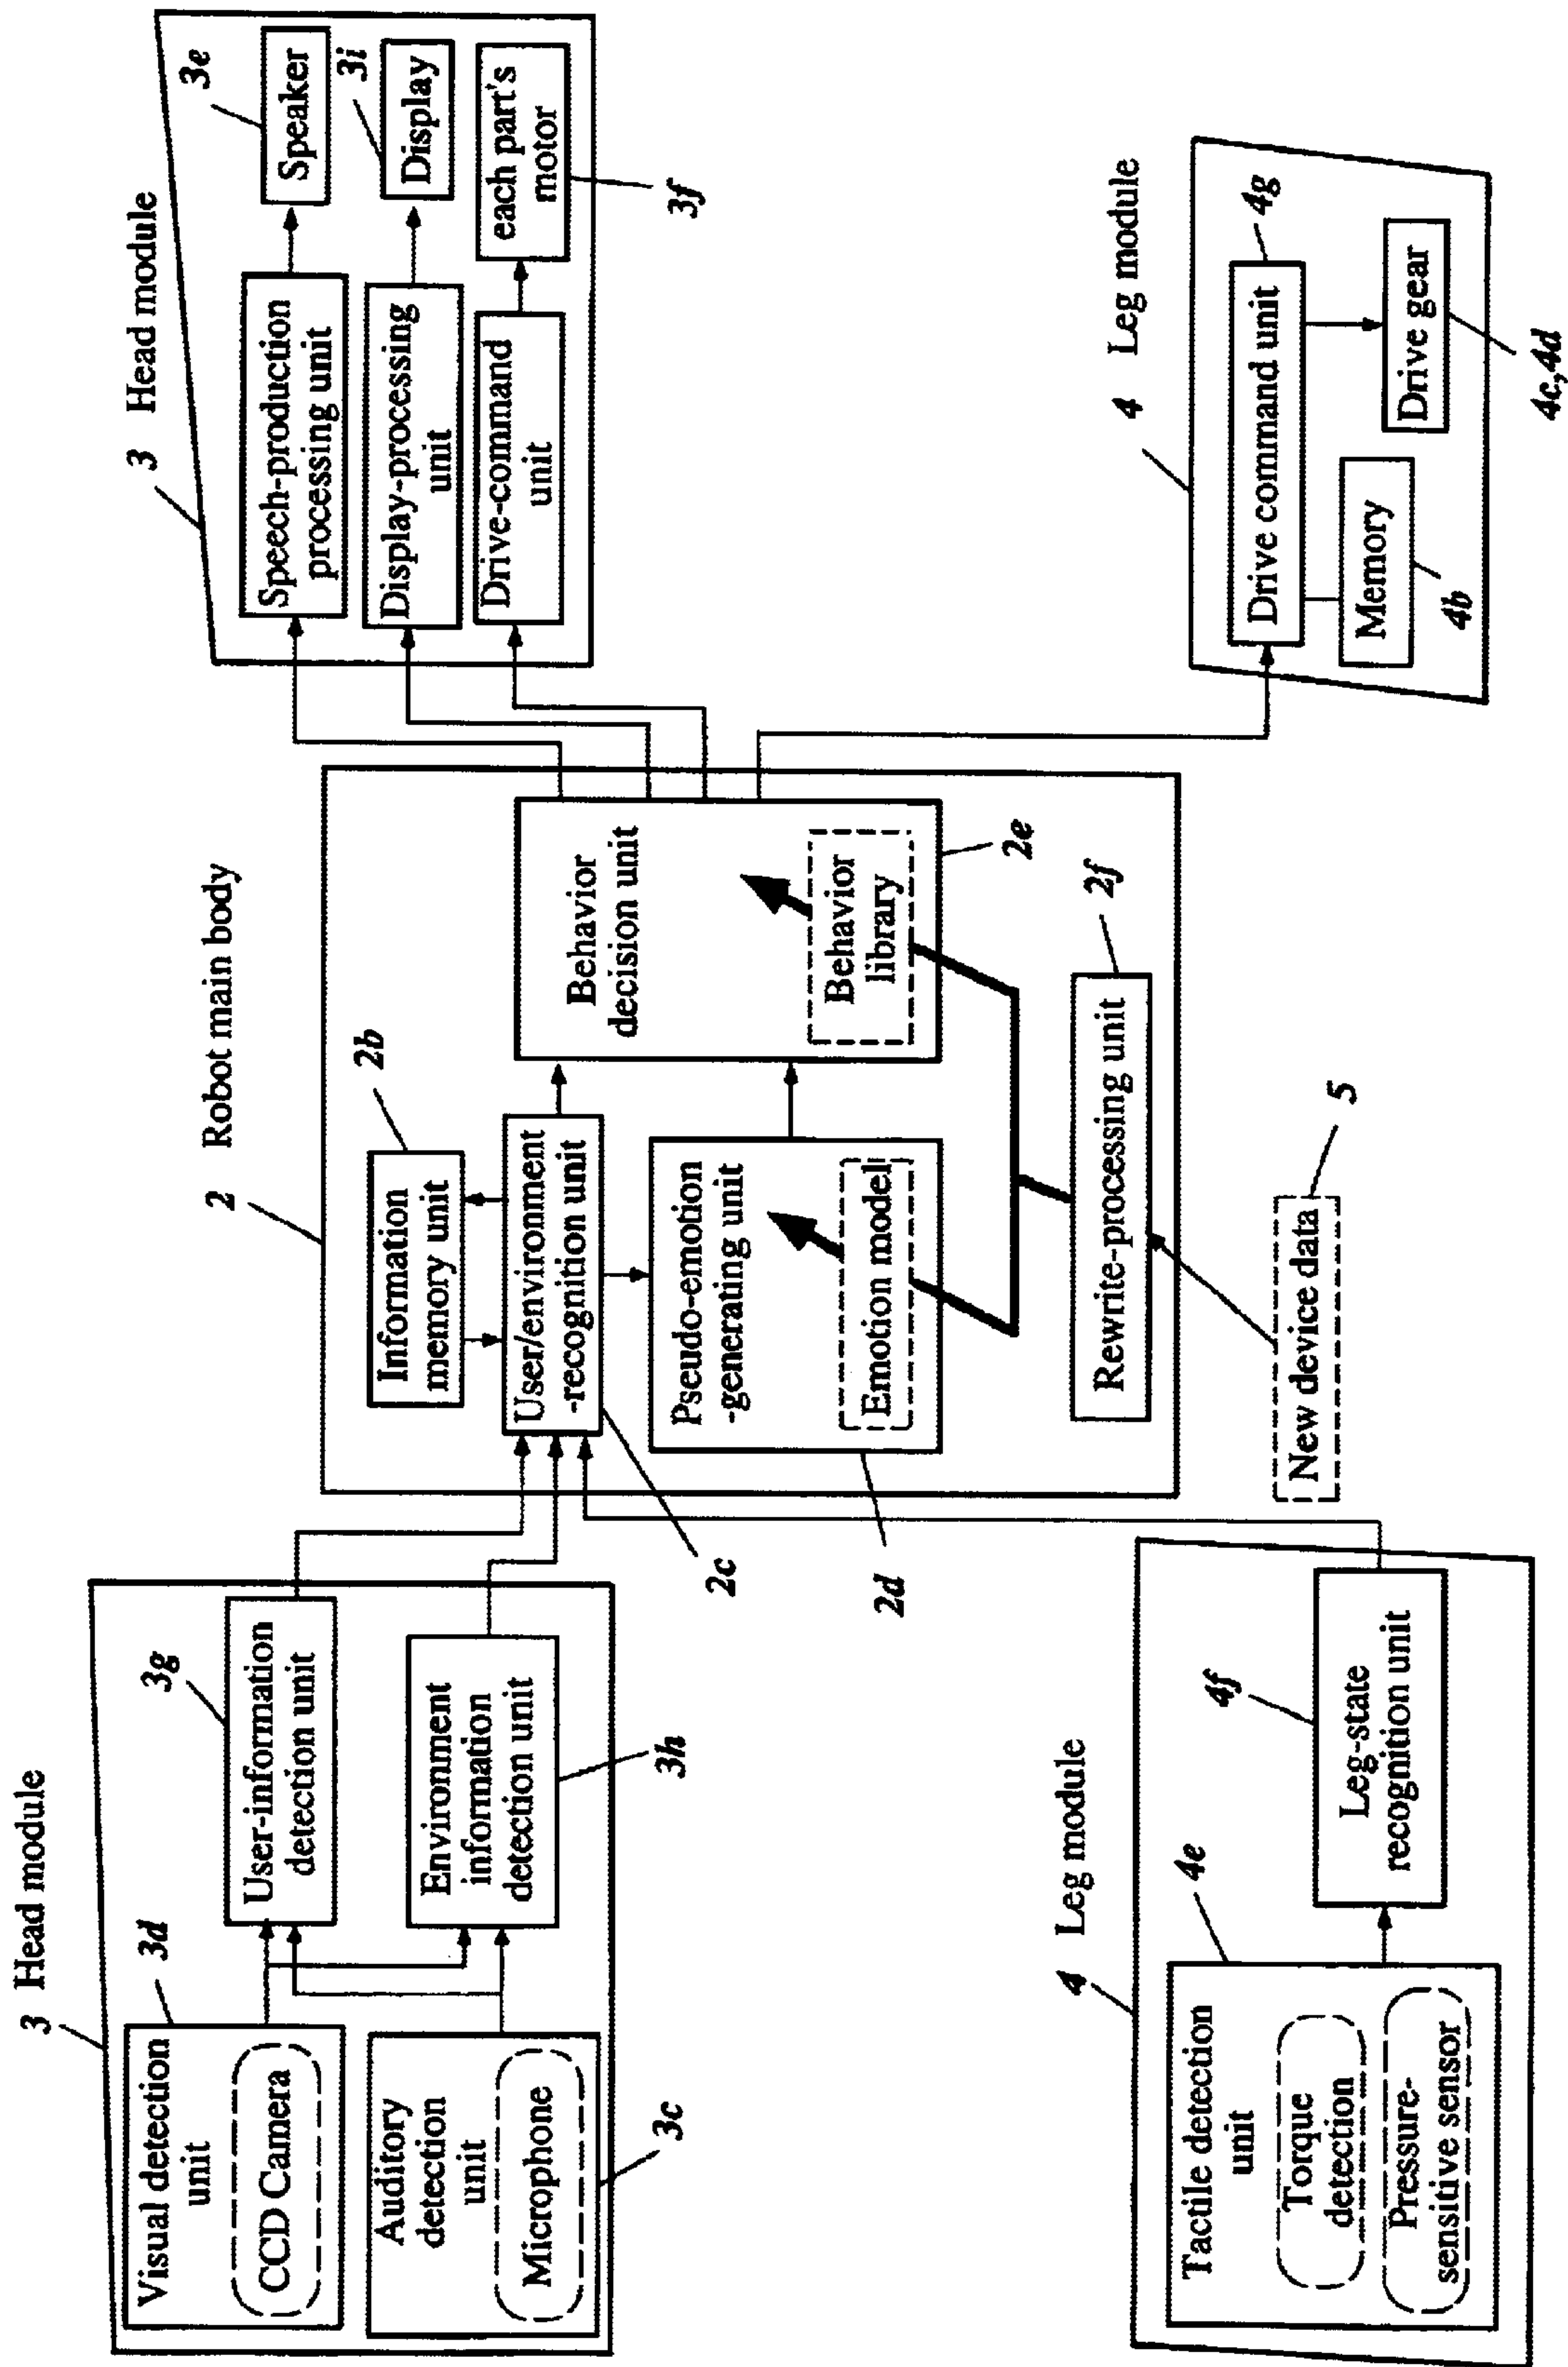 3 Head module
3d
Visual detection
unit
CCD Camera
Auditory
detection
unit
Microphone
3c
3g
User-information
detection unit
Environment
information
detection unit
3h
4 Leg module
4e
Tactile detection
unit
Torque
detection
Pressure-
sensitive sensor
4f
Leg-state
recognition unit
2 Robot main body
2b
Information
memory unit
User/environment
-recognition unit
2c
Pseudo-emotion
-generating unit
Emotion model
2d
Behavior
decision unit
Behavior
library
2e
Rewrite-processing unit
2f
New device data
5
3 Head module
Speech-production
processing unit
3e
Speaker
Display-processing
unit
3i
Display
Drive-command
unit
each part's
motor
3f
4 Leg module
Drive command unit
4g
Memory
4b
Drive gear
4c,4d